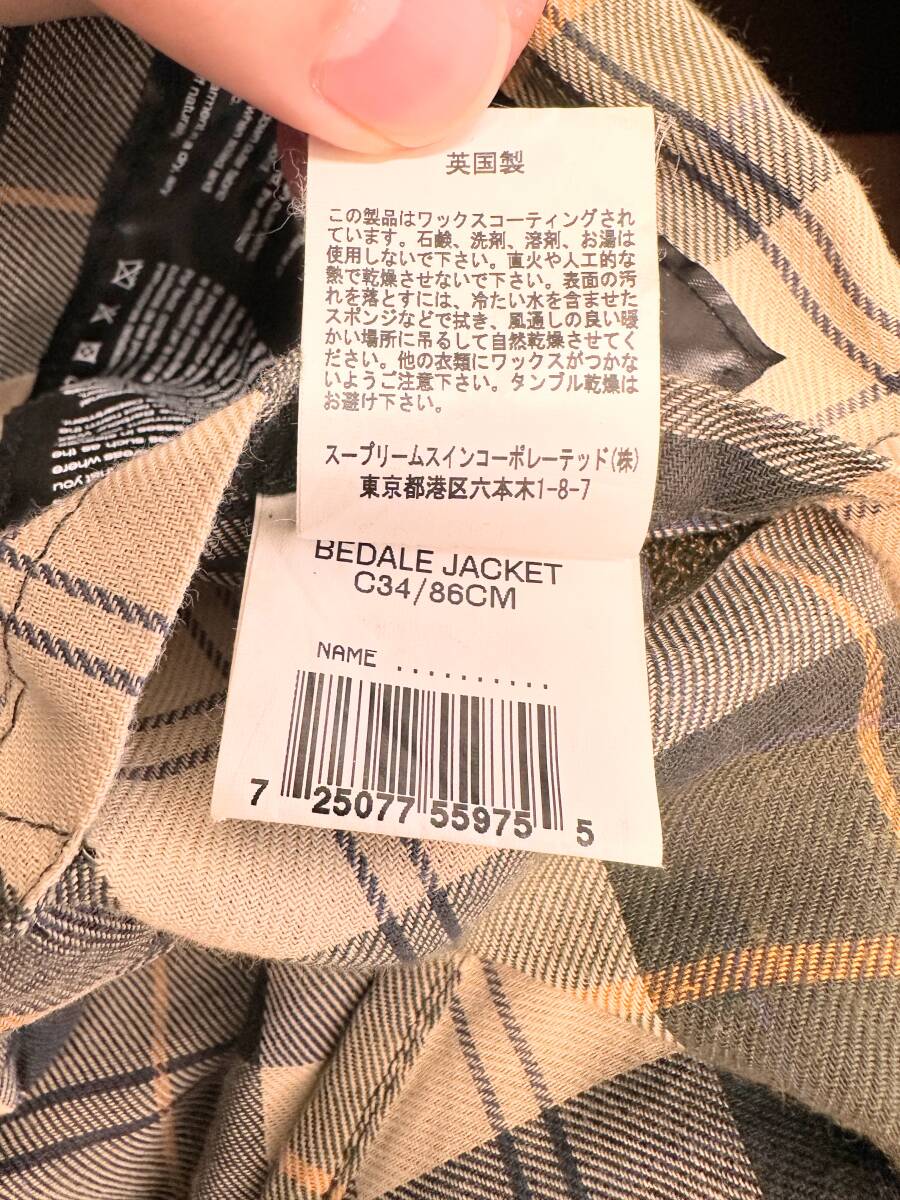 英国製
この製品はワックスコーティングされ
ています。石鹸、洗剤、溶剤、お湯は
使用しないで下さい。直火や人工的な
熱で乾燥させないで下さい。表面の汚
れを落とすには、冷たい水を含ませた
スポンジなどで拭き、風通しの良い暖
かい場所に吊るして自然乾燥させてく
ださい。他の衣類にワックスがつかな
いようご注意下さい。タンブル乾燥は
お避け下さい。
スープリームスインコーポレーテッド(株)
東京都港区六本木1-8-7
BEDALE JACKET
C34/86CM
NAME ..........
7 25077 55975 5